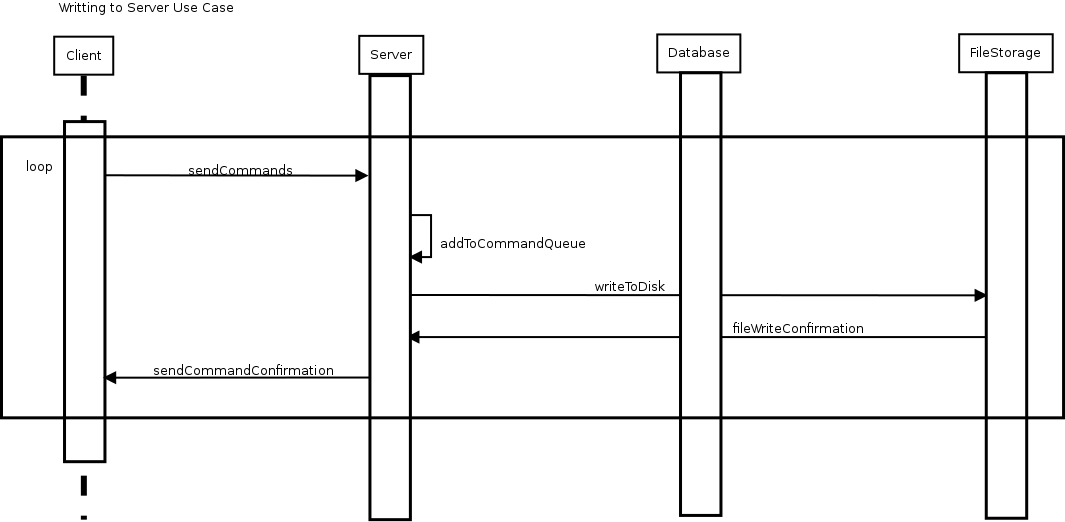 Writting to Server Use Case
Client
Server
Database
FileStorage
loop
sendCommands
addToCommandQueue
writeToDisk
fileWriteConfirmation
sendCommandConfirmation